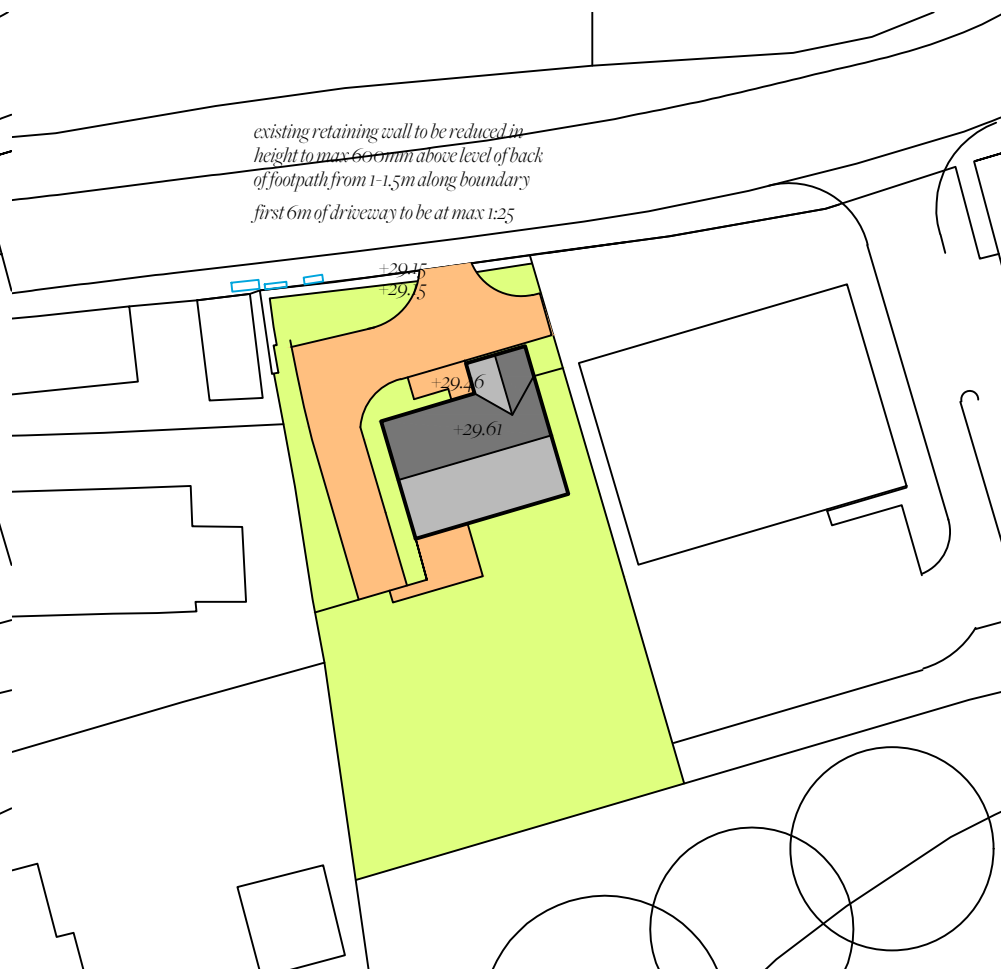 existing retaining wall to be reduced in
height to max 600mm above level of back
of footpath from 1-1.5m along boundary
first 6m of driveway to be at max 1:25
+29.15
+29.15
+29.46
+29.61